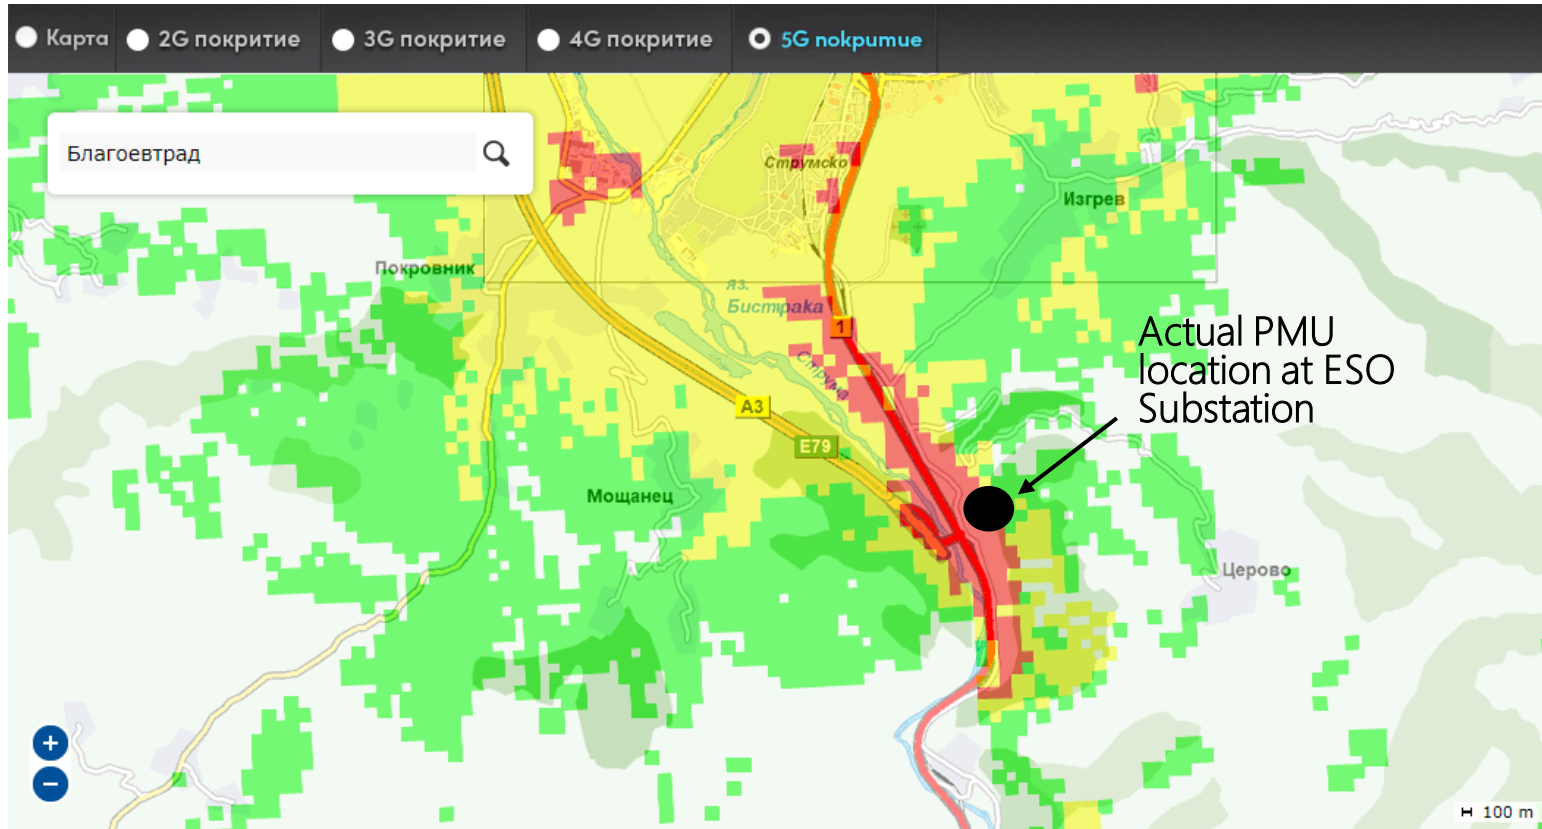 Карта
2G покритие
3G покритие
4G покритие
5G покритие
Благоевтрад
Струмско
Изгрев
Покровник
яз.
Бистрака
1
Струма
Actual PMU
location at ESO
Substation
A3
E79
Мощанец
Церово
+
−
100 m